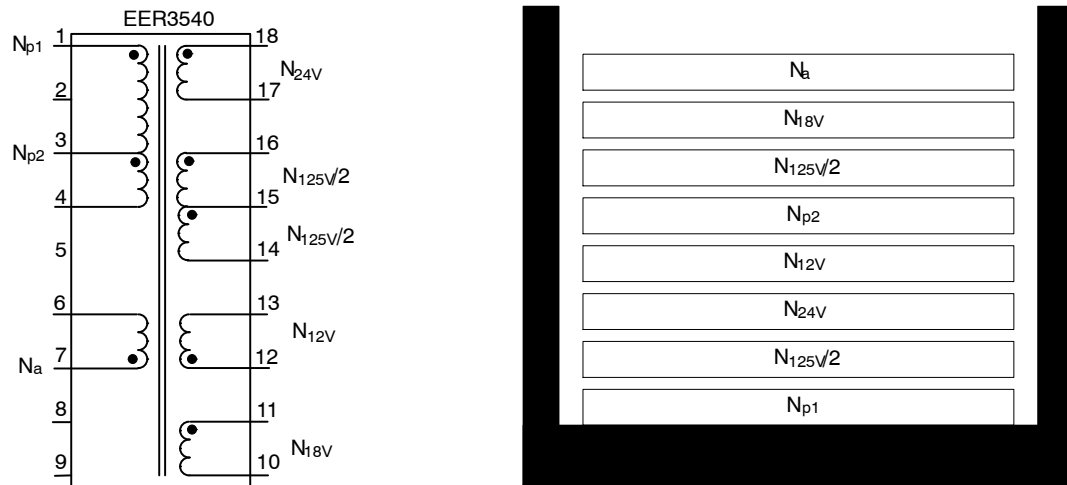 EER3540
Np1 1 18
N24V
2 17
Np2 3 16
N125V/2
4 15
N125V/2
5 14
6 13
N12V
Na 7 12
8 11
N18V
9 10
Na
N18V
N125V/2
Np2
N12V
N24V
N125V/2
Np1